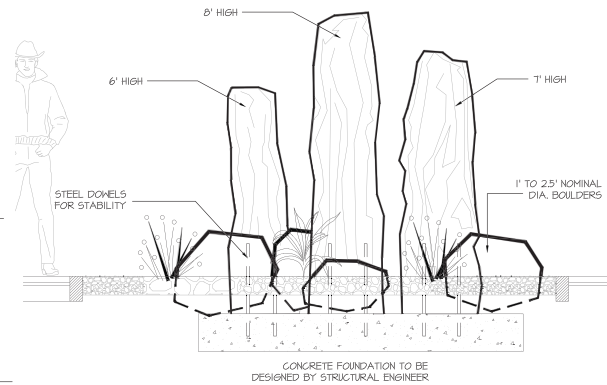 8' HIGH
6' HIGH
7' HIGH
STEEL DOWELS
FOR STABILITY
1' TO 2.5' NOMINAL
DIA. BOULDERS
CONCRETE FOUNDATION TO BE
DESIGNED BY STRUCTURAL ENGINEER